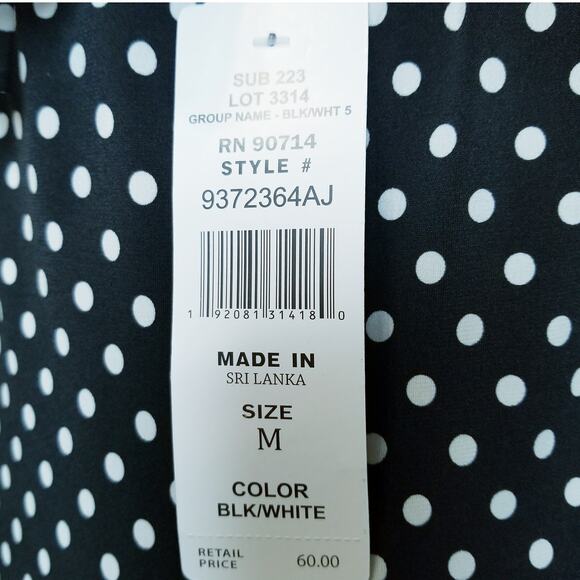 SUB 223
LOT 3314
GROUP NAME - BLK/WHT 5
RN 90714
STYLE #
9372364AJ
1 92081 31418 0
MADE IN
SRI LANKA
SIZE
M
COLOR
BLK/WHITE
RETAIL
PRICE 60.00